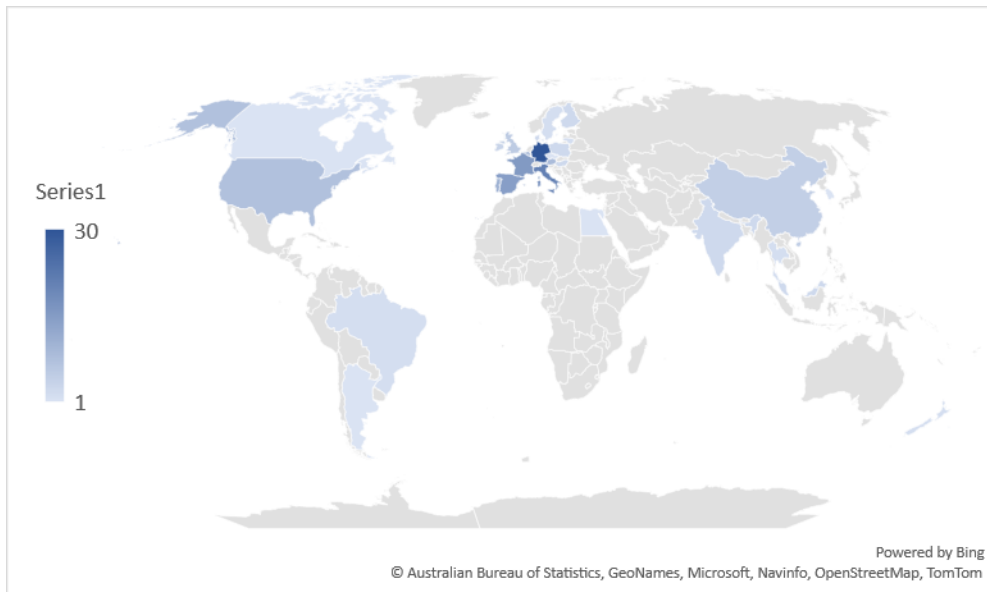 Series1
30
1
Powered by Bing
© Australian Bureau of Statistics, GeoNames, Microsoft, Navinfo, OpenStreetMap, TomTom